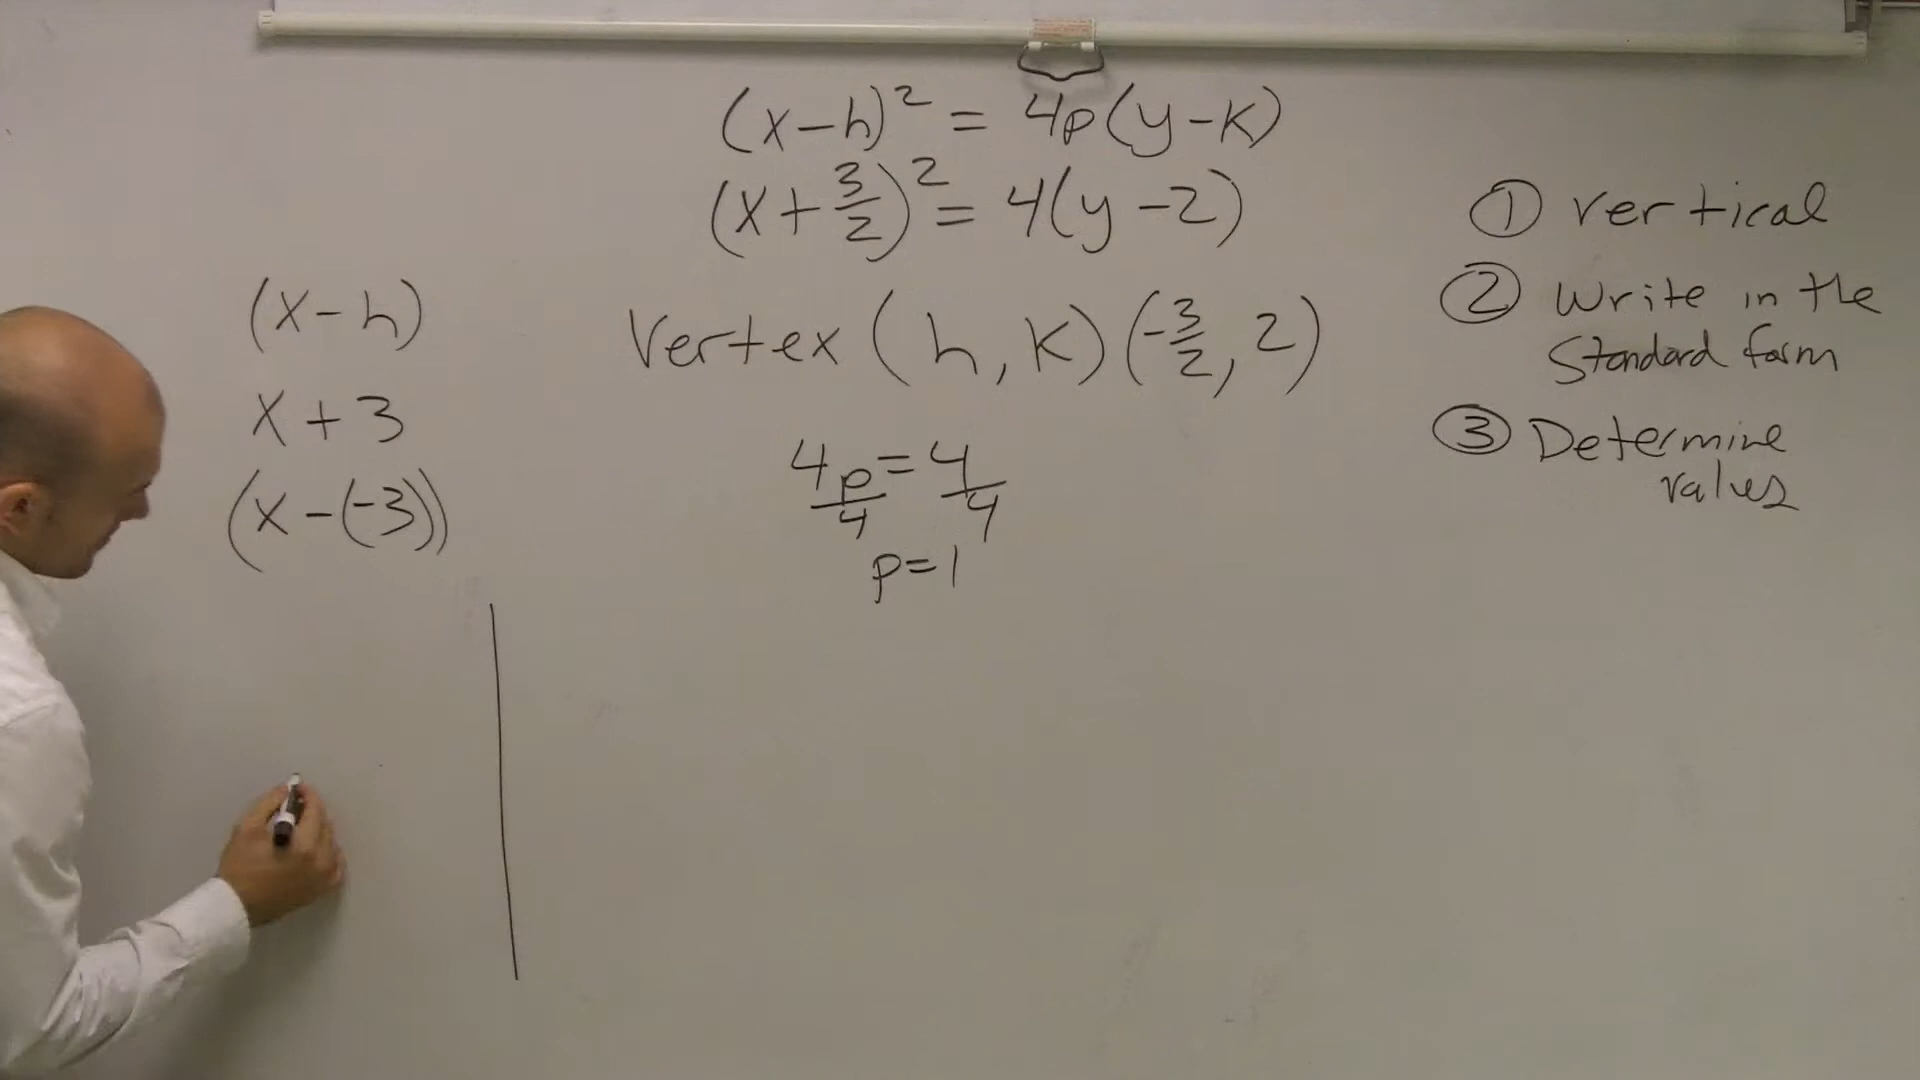 (x-h)² = 4p(y-k)
(x+3/2)² = 4(y-2)
Vertex (h, k) (-3/2, 2)
4p/4 = 4/4
p=1
(x-h)
x+3
(x-(-3))
① vertical
② Write in the
Standard form
③ Determine
values